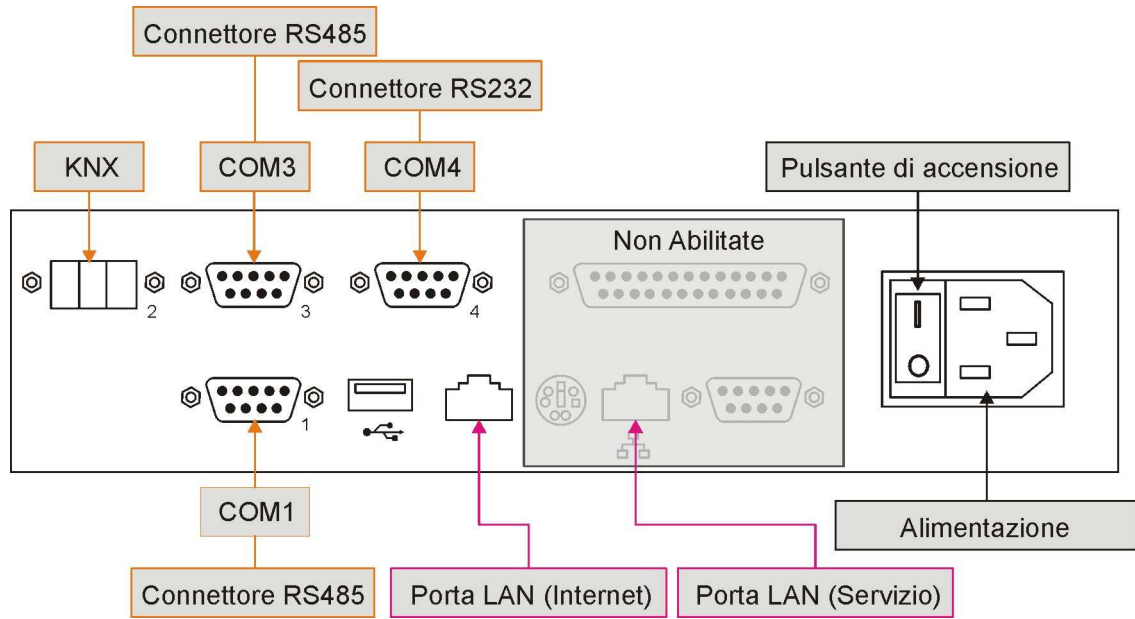 Connettore RS485
Connettore RS232
KNX
COM3
COM4
Pulsante di accensione
Non Abilitate
2
3
4
1
COM1
Alimentazione
Connettore RS485
Porta LAN (Internet)
Porta LAN (Servizio)